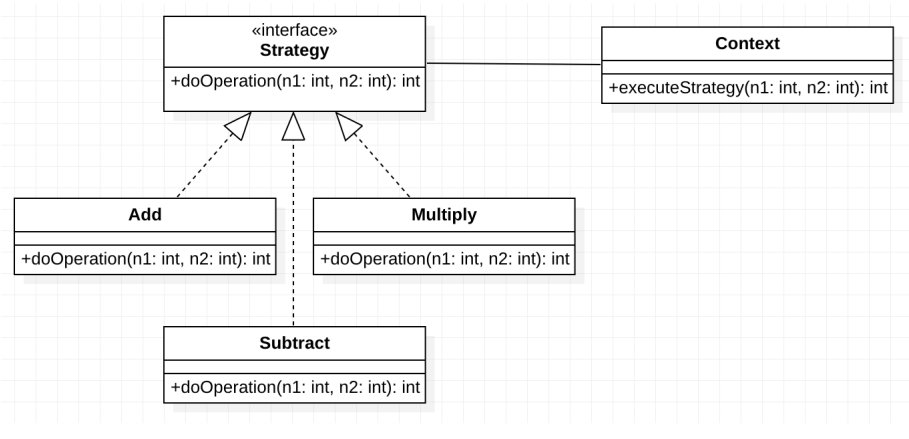 «interface»
Strategy
+doOperation(n1: int, n2: int): int
Context
+executeStrategy(n1: int, n2: int): int
Add
+doOperation(n1: int, n2: int): int
Multiply
+doOperation(n1: int, n2: int): int
Subtract
+doOperation(n1: int, n2: int): int